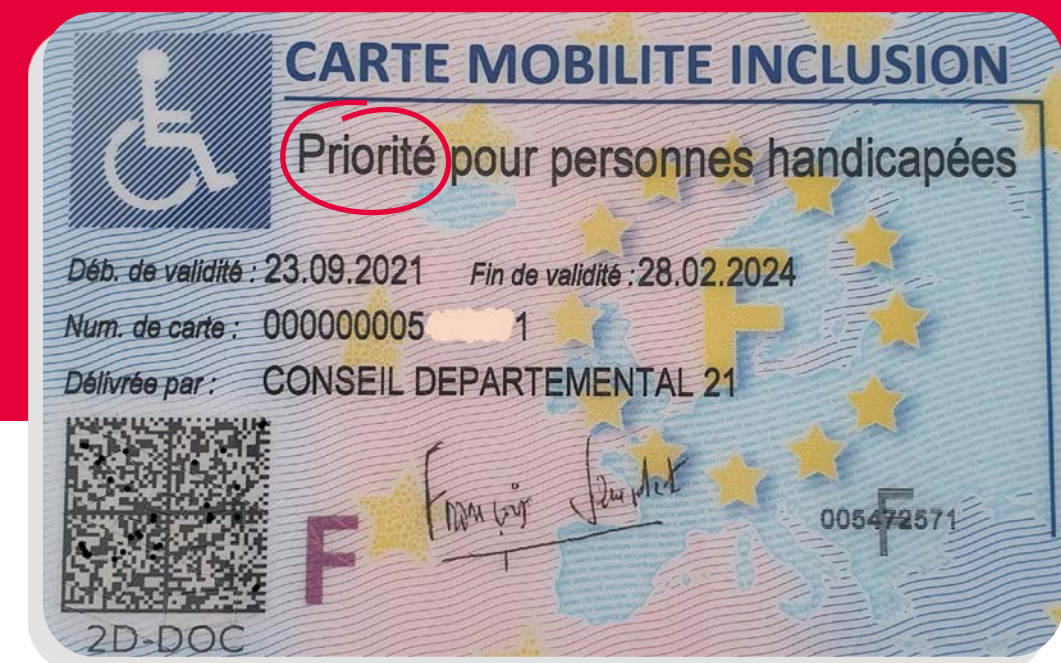 CARTE MOBILITE INCLUSION
Priorité pour personnes handicapées
Déb. de validité : 23.09.2021 Fin de validité : 28.02.2024
Num. de carte : 000000005 1
Délivrée par : CONSEIL DEPARTEMENTAL 21
F
François
F
005472571
F
2D-DOC